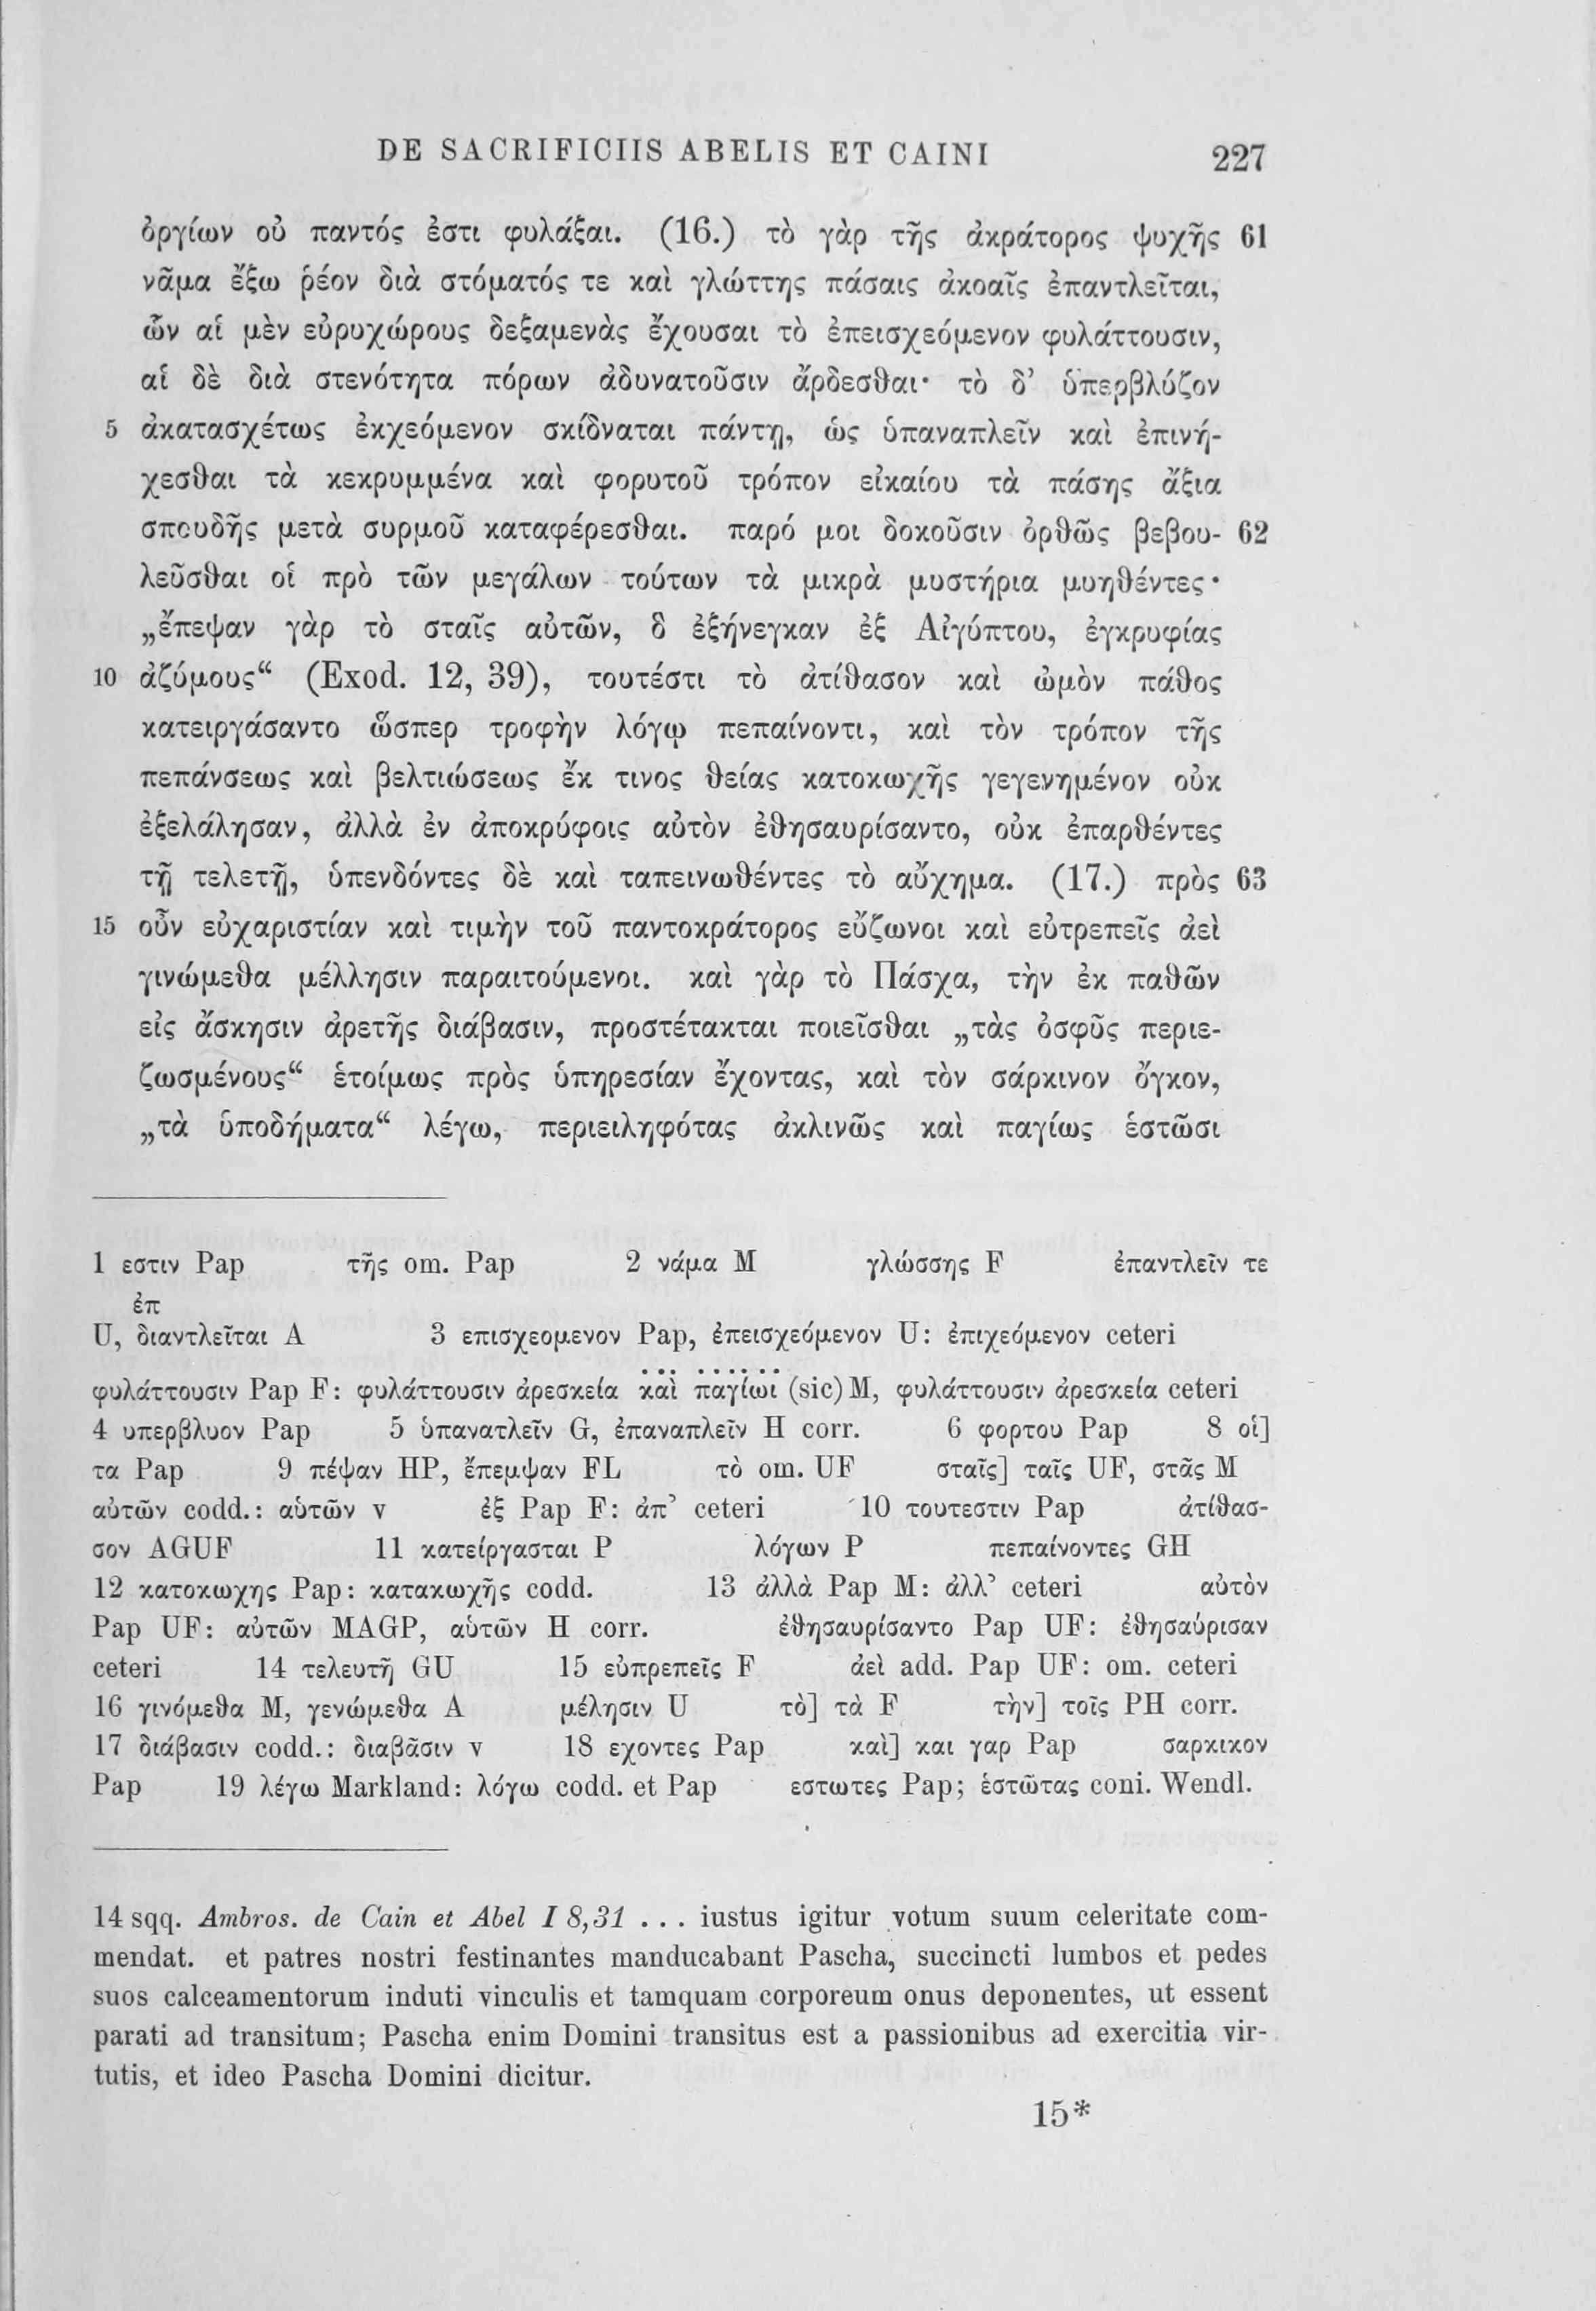 DE SACRIFICIIS ABELIS ET CAINI 227
ὀργίων οὐ παντός ἐστι φυλάξαι. (16.) τὸ γὰρ τῆς ἀκράτορος ψυχῆς 61
νᾶμα ἔξω ῥέον διὰ στόματός τε καὶ γλώττης πάσαις ἀκοαῖς ἐπαντλεῖται,
ὧν αἱ μὲν εὐρυχώρους δεξαμενὰς ἔχουσαι τὸ ἐπεισχεόμενον φυλάττουσιν,
αἱ δὲ διὰ στενότητα πόρων ἀδυνατοῦσιν ἄρδεσθαι· τὸ δ’ ὑπερβλύζον
5 ἀκατασχέτως ἐκχεόμενον σκίδναται πάντῃ, ὡς ὑπαναπλεῖν καὶ ἐπινή-
χεσθαι τὰ κεκρυμμένα καὶ φορυτοῦ τρόπον εἰκαίου τὰ πάσης ἄξια
σπουδῆς μετὰ συρμοῦ καταφέρεσθαι. παρό μοι δοκοῦσιν ὀρθῶς βεβου- 62
λεῦσθαι οἱ πρὸ τῶν μεγάλων τούτων τὰ μικρὰ μυστήρια μυηθέντες·
„ἔπεψαν γὰρ τὸ σταῖς αὐτῶν, ὃ ἐξήνεγκαν ἐξ Αἰγύπτου, ἐγκρυφίας
10 ἀζύμους“ (Exod. 12, 39), τουτέστι τὸ ἀτίθασον καὶ ὠμὸν πάθος
κατειργάσαντο ὥσπερ τροφὴν λόγῳ πεπαίνοντι, καὶ τὸν τρόπον τῆς
πεπάνσεως καὶ βελτιώσεως ἔκ τινος θείας κατοκωχῆς γεγενημένον οὐκ
ἐξελάλησαν, ἀλλὰ ἐν ἀποκρύφοις αὐτὸν ἐθησαυρίσαντο, οὐκ ἐπαρθέντες
τῇ τελετῇ, ὑπενδόντες δὲ καὶ ταπεινωθέντες τὸ αὔχημα. (17.) πρὸς 63
15 οὖν εὐχαριστίαν καὶ τιμὴν τοῦ παντοκράτορος εὔζωνοι καὶ εὐτρεπεῖς ἀεὶ
γινώμεθα μέλλησιν παραιτούμενοι. καὶ γὰρ τὸ Πάσχα, τὴν ἐκ παθῶν
εἰς ἄσκησιν ἀρετῆς διάβασιν, προστέτακται ποιεῖσθαι „τὰς ὀσφῦς περιε-
ζωσμένους“ ἑτοίμως πρὸς ὑπηρεσίαν ἔχοντας, καὶ τὸν σάρκινον ὄγκον,
„τὰ ὑποδήματα“ λέγω, περιειληφότας ἀκλινῶς καὶ παγίως ἑστῶσι
1 εστιν Pap τῆς om. Pap 2 νάμα M γλώσσης F ἐπαντλεῖν τε
ἐπ
U, διαντλεῖται A 3 επισχεομενον Pap, ἐπεισχεόμενον U: ἐπιχεόμενον ceteri
φυλάττουσιν Pap F: φυλάττουσιν ἀρεσκεία καὶ παγίωι (sic) M, φυλάττουσιν ἀρεσκεία ceteri
4 υπερβλυον Pap 5 ὑπανατλεῖν G, ἐπαναπλεῖν H corr. 6 φορτου Pap 8 οἱ]
τα Pap 9 πέψαν HP, ἔπεμψαν FL τὸ om. UF σταῖς] ταῖς UF, στᾶς M
αὐτῶν codd.: αὑτῶν v ἐξ Pap F: ἀπ’ ceteri 10 τουτεστιν Pap ἀτίθασ-
σον AGUF 11 κατείργασται P λόγων P πεπαίνοντες GH
12 κατοκωχης Pap: κατακωχῆς codd. 13 ἀλλὰ Pap M: ἀλλ’ ceteri αὐτὸν
Pap UF: αὐτῶν MAGP, αὑτῶν H corr. ἐθησαυρίσαντο Pap UF: ἐθησαύρισαν
ceteri 14 τελευτῇ GU 15 εὐπρεπεῖς F ἀεὶ add. Pap UF: om. ceteri
16 γινόμεθα M, γενώμεθα A μέλησιν U τὸ] τὰ F τὴν] τοῖς PH corr.
17 διάβασιν codd.: διαβᾶσιν v 18 εχοντες Pap καὶ] και γαρ Pap σαρκικον
Pap 19 λέγω Markland: λόγω codd. et Pap εστωτες Pap; ἑστῶτας coni. Wendl.
14 sqq. Ambros. de Cain et Abel I 8,31 . . . iustus igitur votum suum celeritate com-
mendat. et patres nostri festinantes manducabant Pascha, succincti lumbos et pedes
suos calceamentorum induti vinculis et tamquam corporeum onus deponentes, ut essent
parati ad transitum; Pascha enim Domini transitus est a passionibus ad exercitia vir-
tutis, et ideo Pascha Domini dicitur.
15*